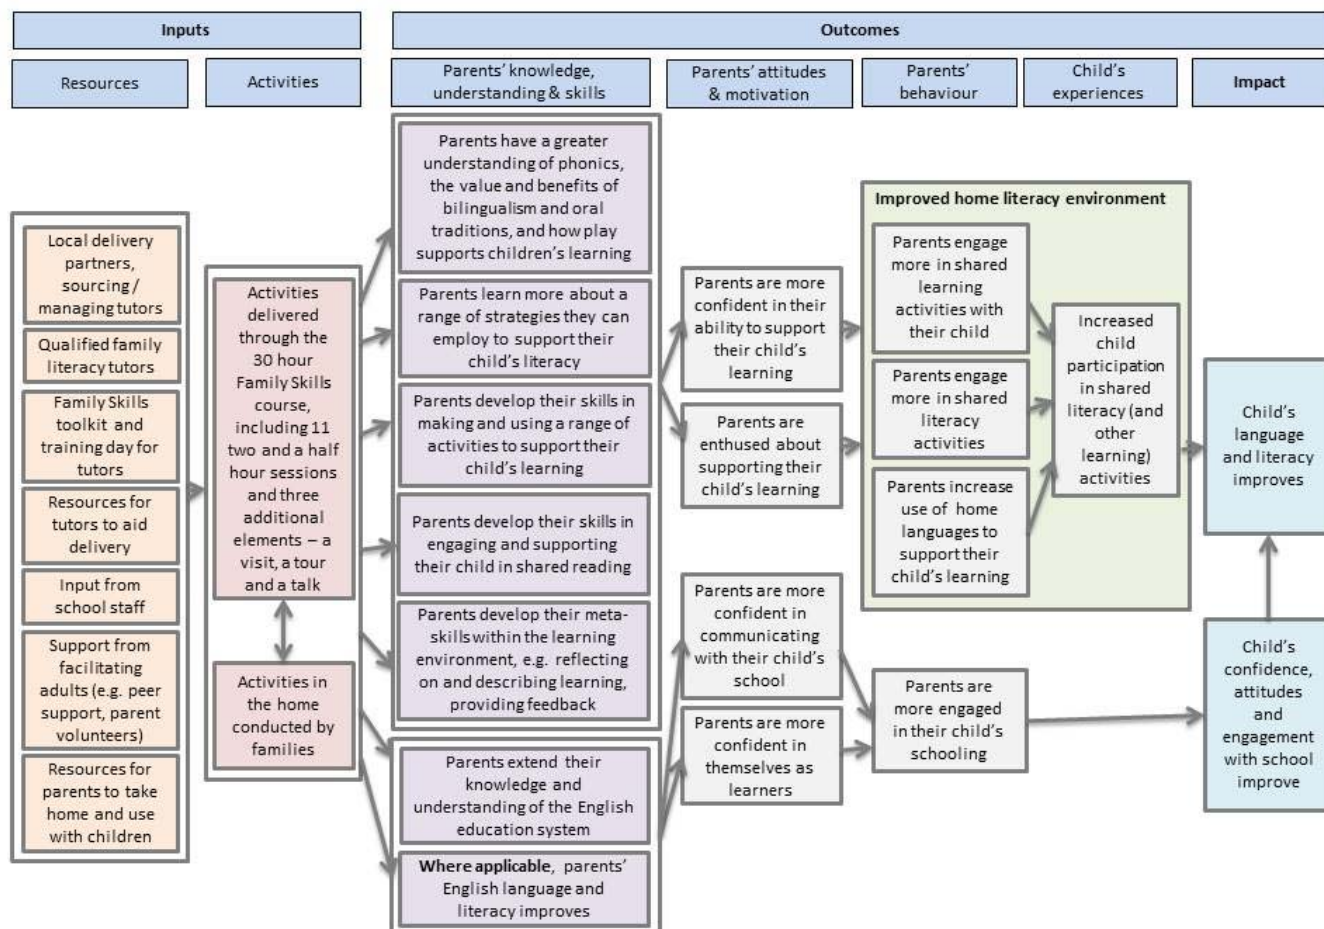 Inputs
Outcomes
Resources
Activities
Parents' knowledge,
understanding & skills
Parents' attitudes
& motivation
Parents'
behaviour
Child's
experiences
Impact
Local delivery
partners,
sourcing /
managing tutors
Qualified family
literacy tutors
Family Skills
toolkit and
training day for
tutors
Resources for
tutors to aid
delivery
Input from
school staff
Support from
facilitating
adults (e.g. peer
support, parent
volunteers)
Resources for
parents to take
home and use
with children
Activities
delivered
through the
30 hour
Family Skills
course,
including 11
two and a half
hour sessions
and three
additional
elements – a
visit, a tour
and a talk
Activities in
the home
conducted by
families
Parents have a greater
understanding of phonics,
the value and benefits of
bilingualism and oral
traditions, and how play
supports children's learning
Parents learn more about a
range of strategies they can
employ to support their
child's literacy
Parents develop their skills in
making and using a range of
activities to support their
child's learning
Parents develop their skills in
engaging and supporting
their child in shared reading
Parents develop their meta-
skills within the learning
environment, e.g. reflecting
on and describing learning,
providing feedback
Parents extend their
knowledge and
understanding of the English
education system
Where applicable, parents'
English language and
literacy improves
Parents are more
confident in their
ability to support
their child's
learning
Parents are
enthused about
supporting their
child's learning
Parents are more
confident in
communicating
with their child's
school
Parents are more
confident in
themselves as
learners
Improved home literacy environment
Parents engage
more in shared
learning
activities with
their child
Parents engage
more in shared
literacy
activities
Parents increase
use of home
languages to
support their
child's learning
Parents are
more engaged
in their child's
schooling
Increased
child
participation
in shared
literacy (and
other
learning)
activities
Child's
language
and literacy
improves
Child's
confidence,
attitudes
and
engagement
with school
improve